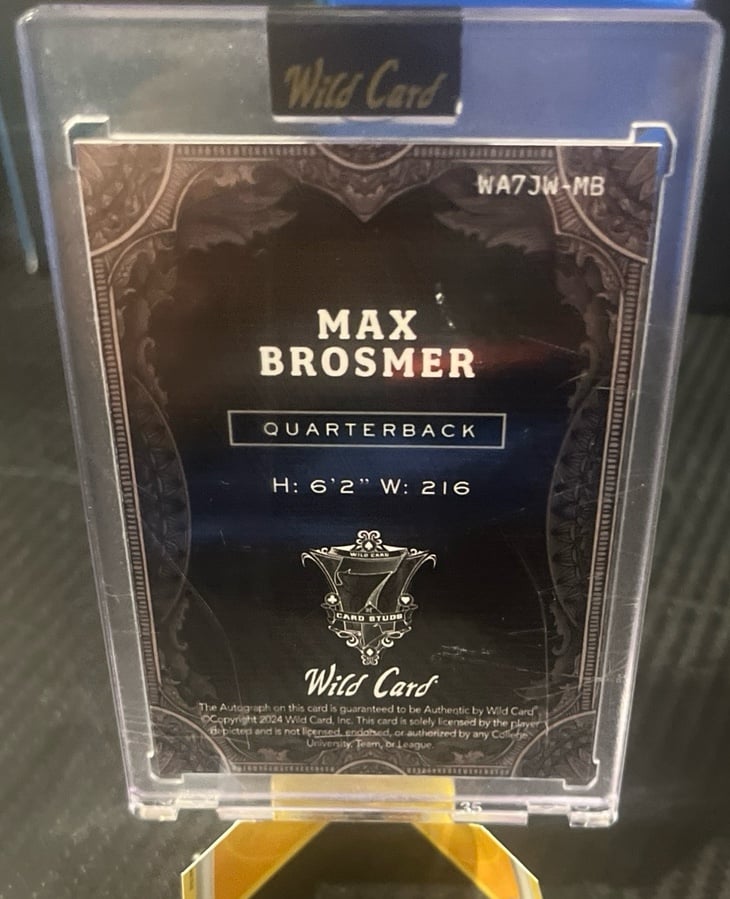 Wild Card
WA7JW-MB
MAX
BROSMER
QUARTERBACK
H: 6'2" W: 216
WILD CARD
7
CARD STUDS
Wild Card
The Autograph on this card is guaranteed to be Authentic by Wild Card
©Copyright 2024 Wild Card, Inc. This card is solely licensed by the player
depicted and is not licensed, endorsed, or authorized by any College
University, Team, or League.
35